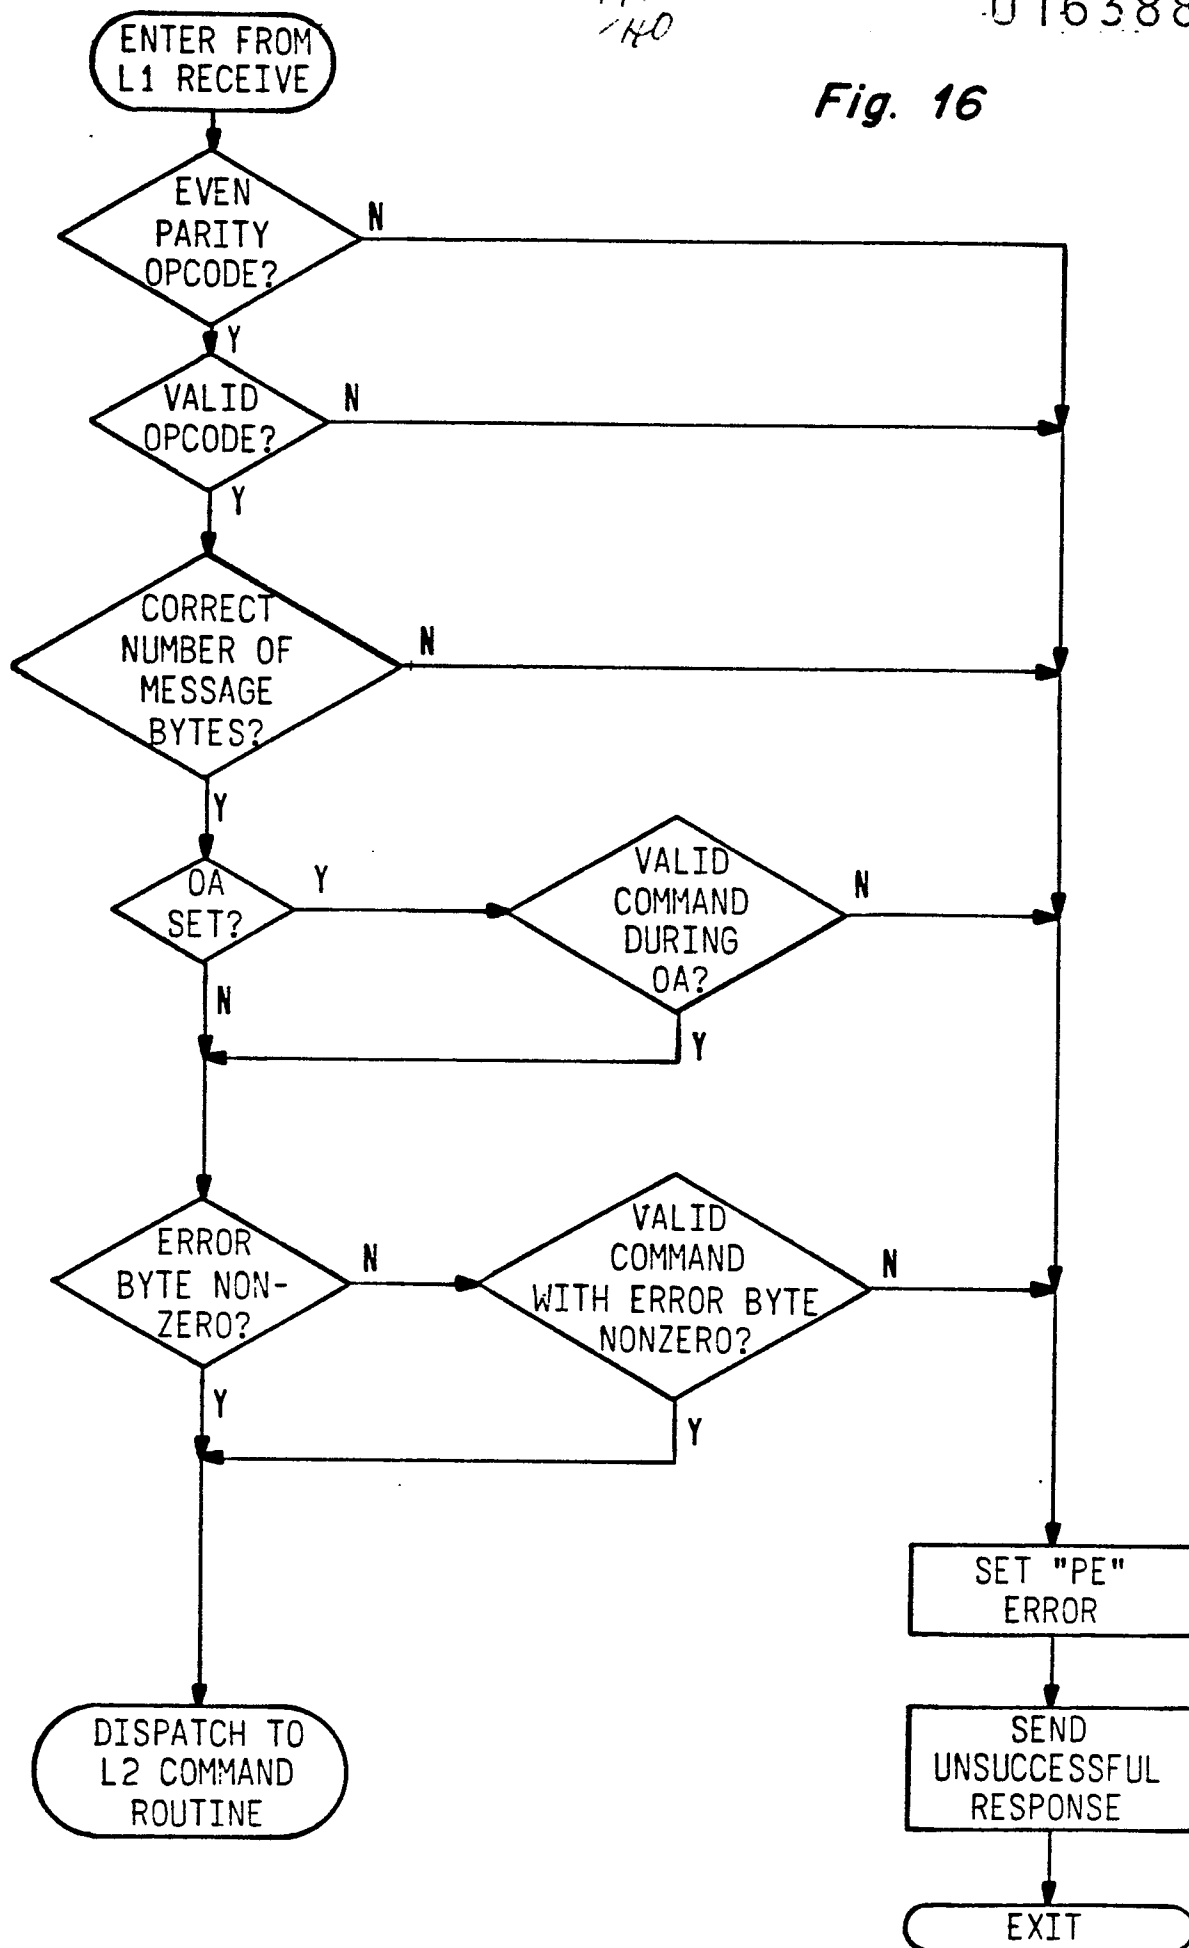 016388
140
Fig. 16
ENTER FROM
L1 RECEIVE
EVEN
PARITY
OPCODE?
N
Y
VALID
OPCODE?
N
Y
CORRECT
NUMBER OF
MESSAGE
BYTES?
N
Y
OA
SET?
Y
N
VALID
COMMAND
DURING
OA?
N
Y
ERROR
BYTE NON-
ZERO?
N
Y
VALID
COMMAND
WITH ERROR BYTE
NONZERO?
N
Y
SET "PE"
ERROR
DISPATCH TO
L2 COMMAND
ROUTINE
SEND
UNSUCCESSFUL
RESPONSE
EXIT